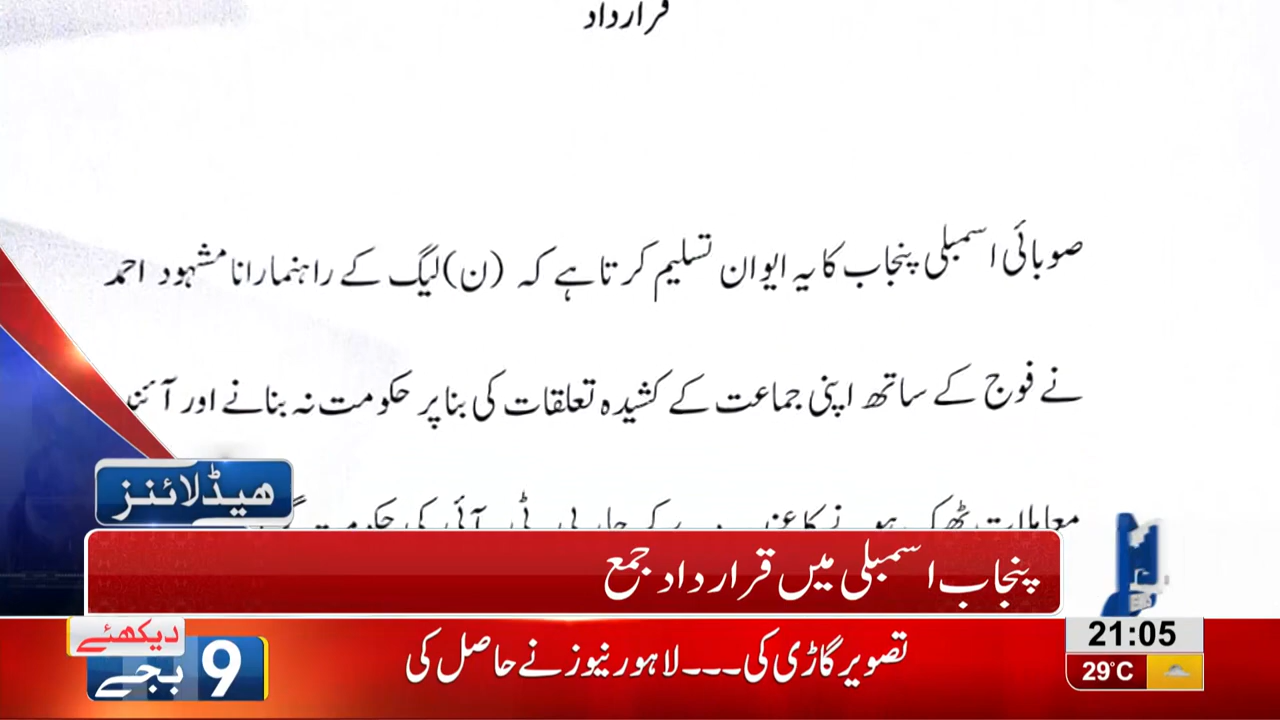 قرارداد
صوبائی اسمبلی پنجاب کا یہ ایوان تسلیم کرتا ہے کہ (ن) لیگ کے راہنما رانا مشہود احمد
نے فوج کے ساتھ اپنی جماعت کے کشیدہ تعلقات کی بنا پر حکومت نہ بنانے اور آئندہ
ہیڈلائنز
پنجاب اسمبلی میں قرارداد جمع
تصویر گاڑی کی ۔۔۔ لاہور نیوز نے حاصل کی
دیکھئے
9 بجے
21:05
29°C